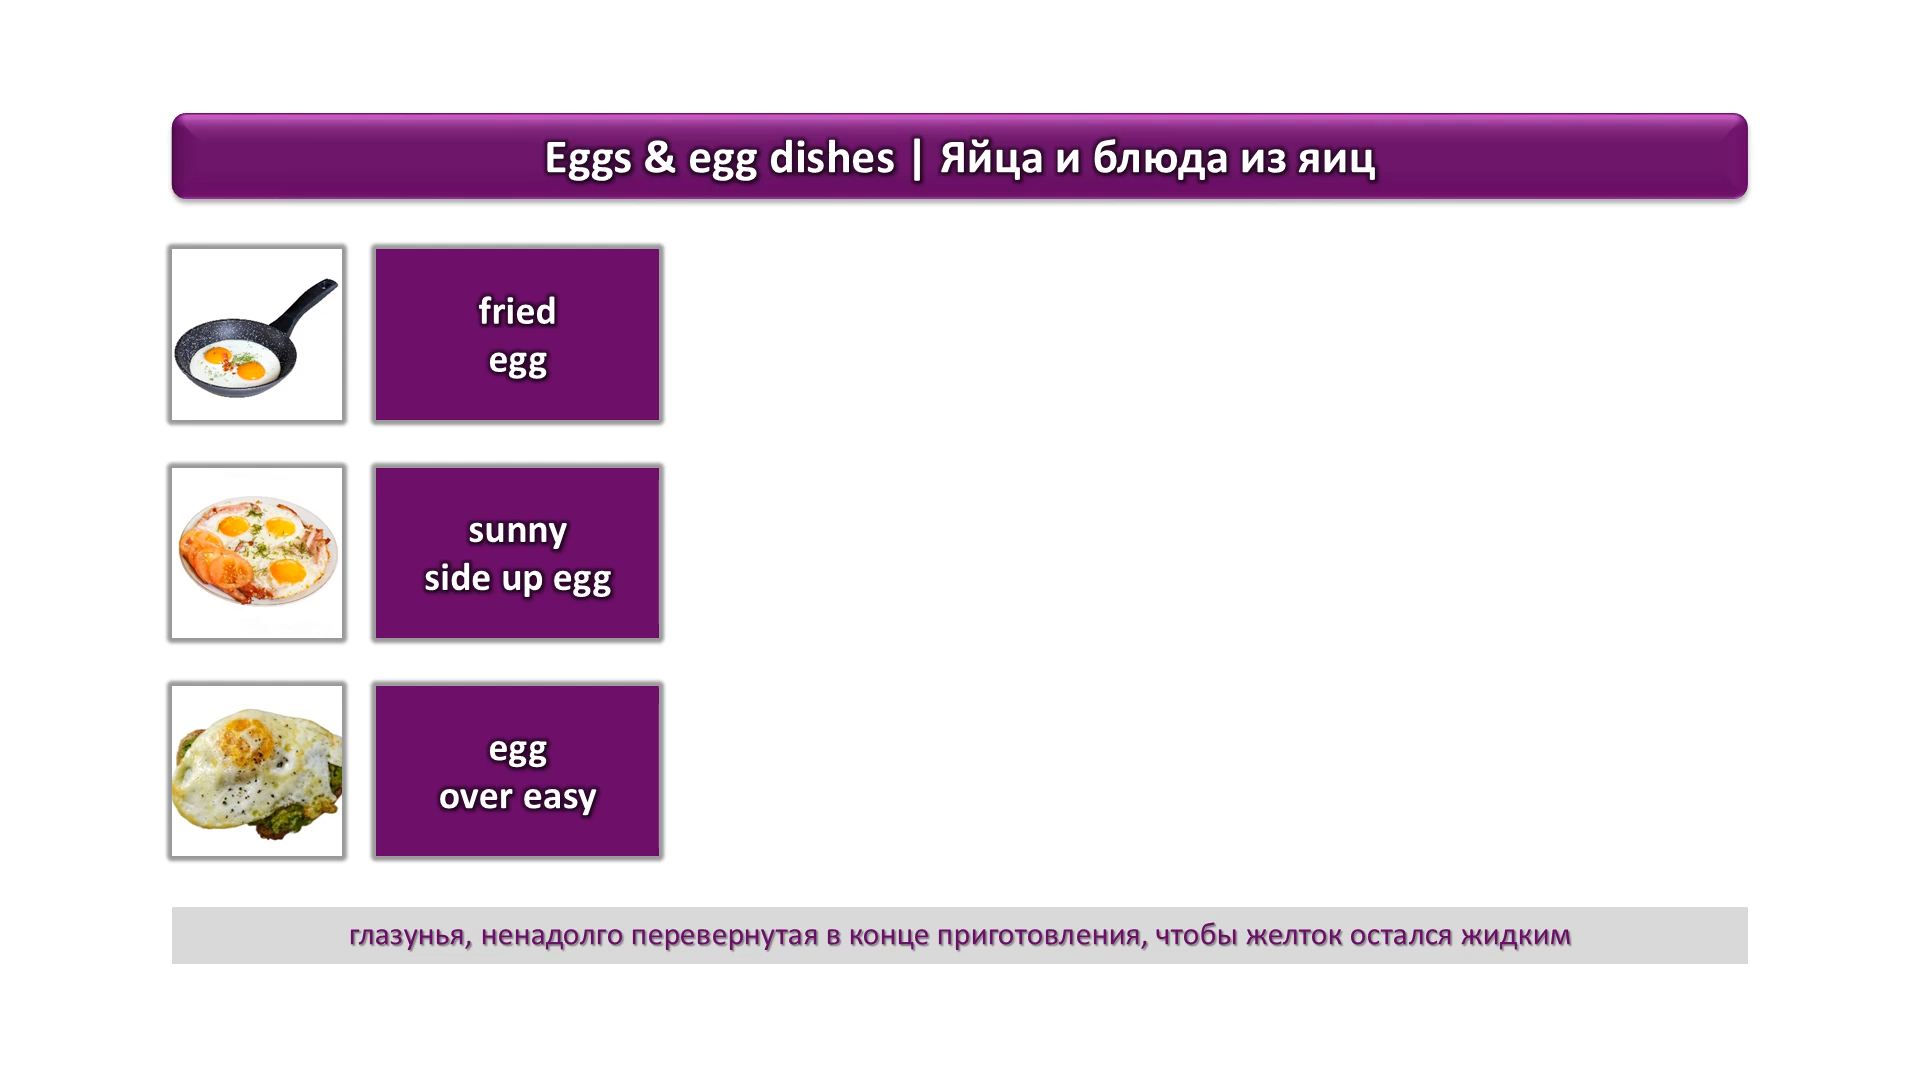 Eggs & egg dishes | Яйца и блюда из яиц
fried
egg
sunny
side up egg
egg
over easy
глазунья, ненадолго перевернутая в конце приготовления, чтобы желток остался жидким